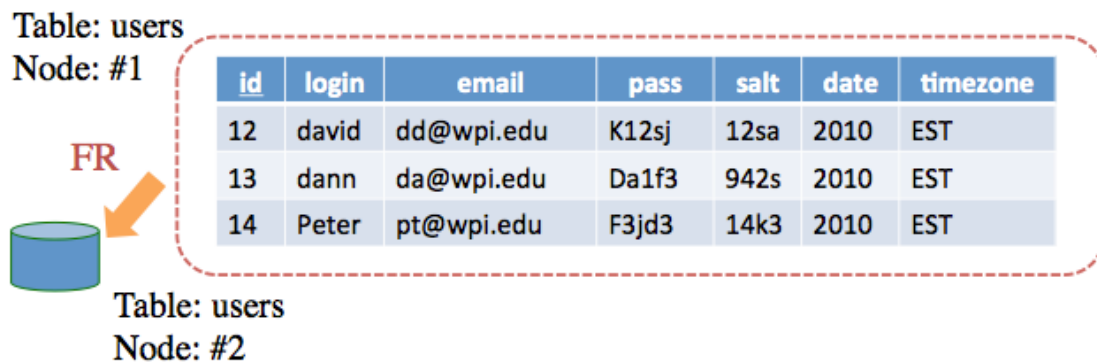 Table: users
Node: #1
id login email pass salt date timezone
12 david dd@wpi.edu K12sj 12sa 2010 EST
13 dann da@wpi.edu Da1f3 942s 2010 EST
14 Peter pt@wpi.edu F3jd3 14k3 2010 EST
FR
Table: users
Node: #2